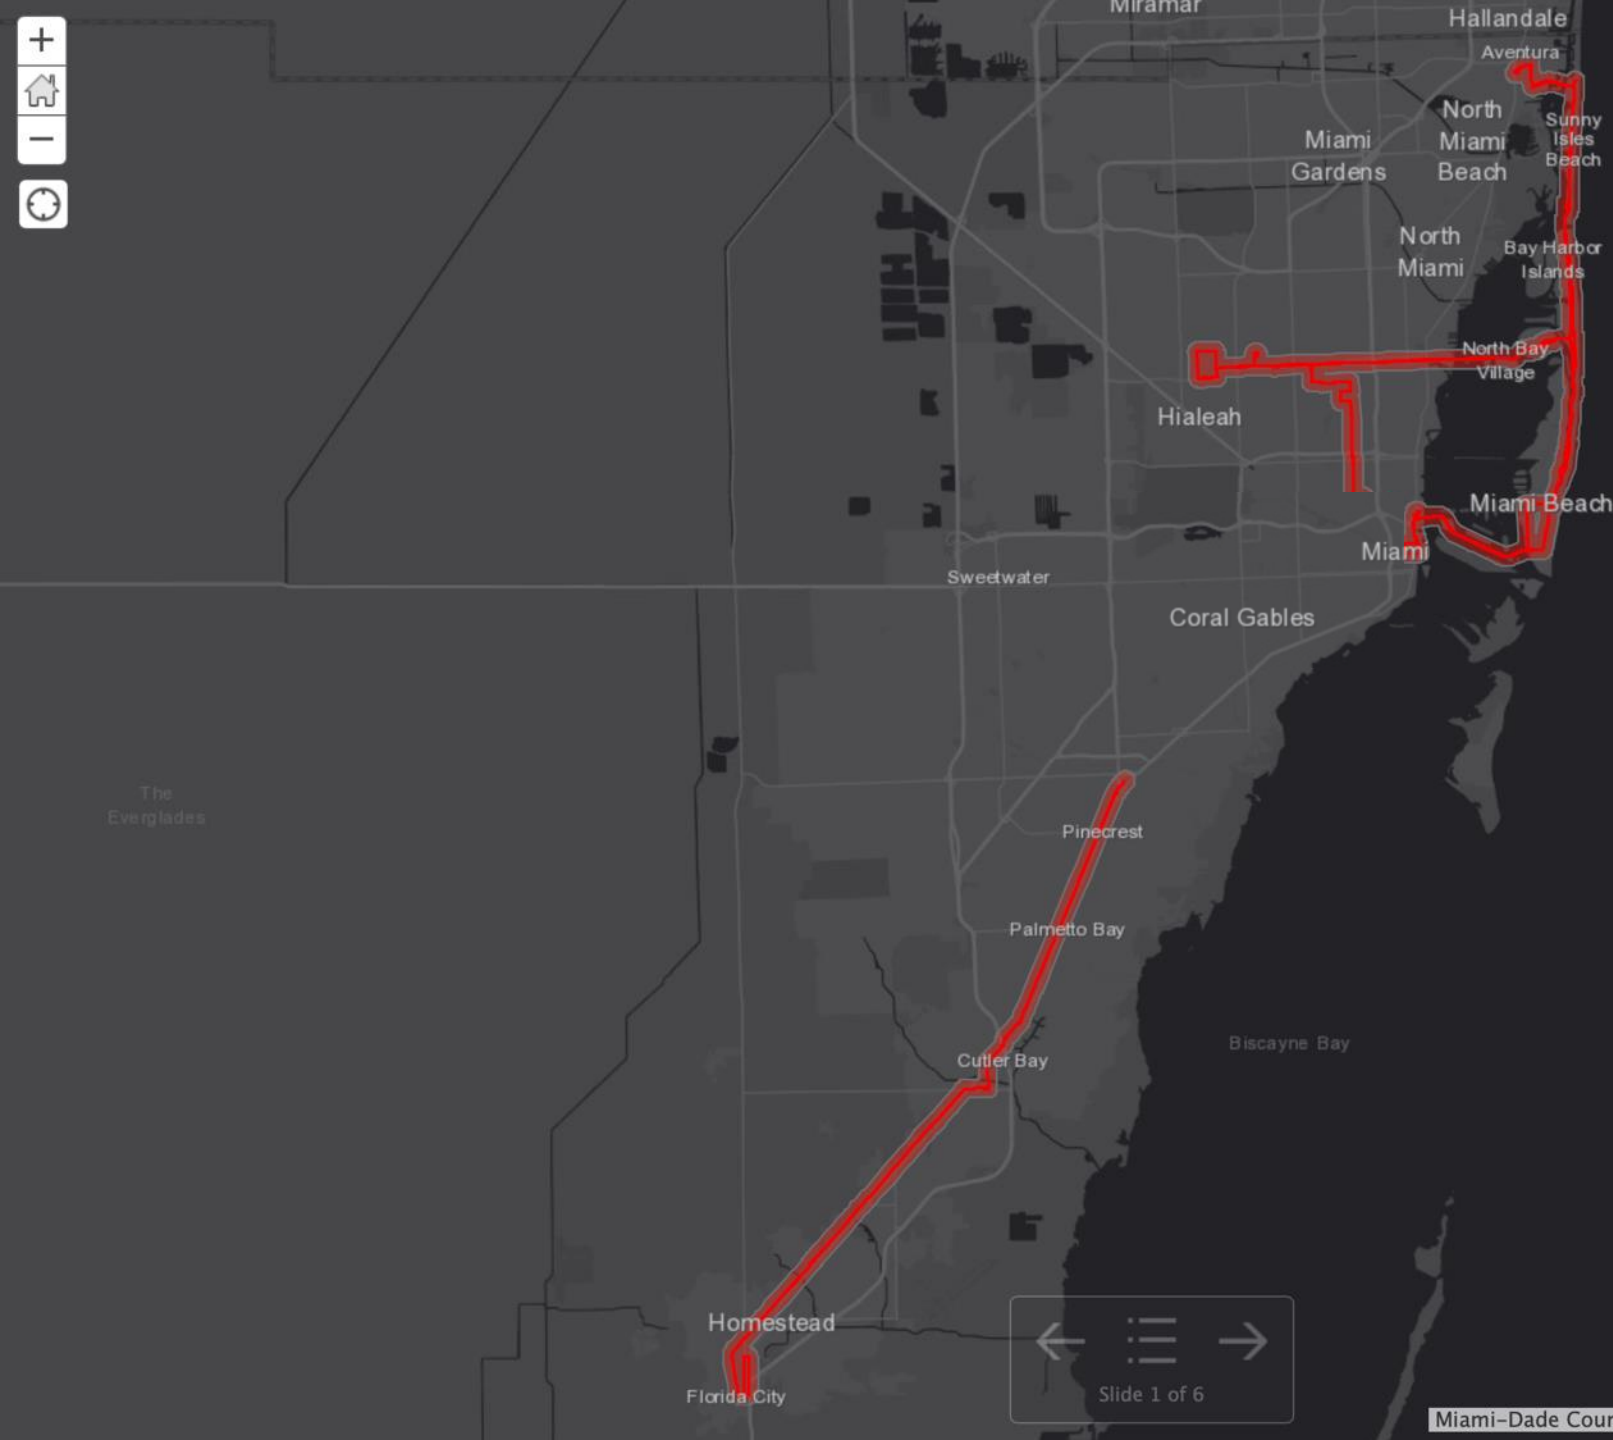 Miramar
Hallandale
Aventura
North
Miami
Beach
Sunny
Isles
Beach
Miami
Gardens
North
Miami
Bay Harbor
Islands
North Bay
Village
Hialeah
Miami Beach
Miami
Sweetwater
Coral Gables
The
Everglades
Pinecrest
Palmetto Bay
Biscayne Bay
Cutler Bay
Homestead
Florida City
Slide 1 of 6
Miami-Dade Cour